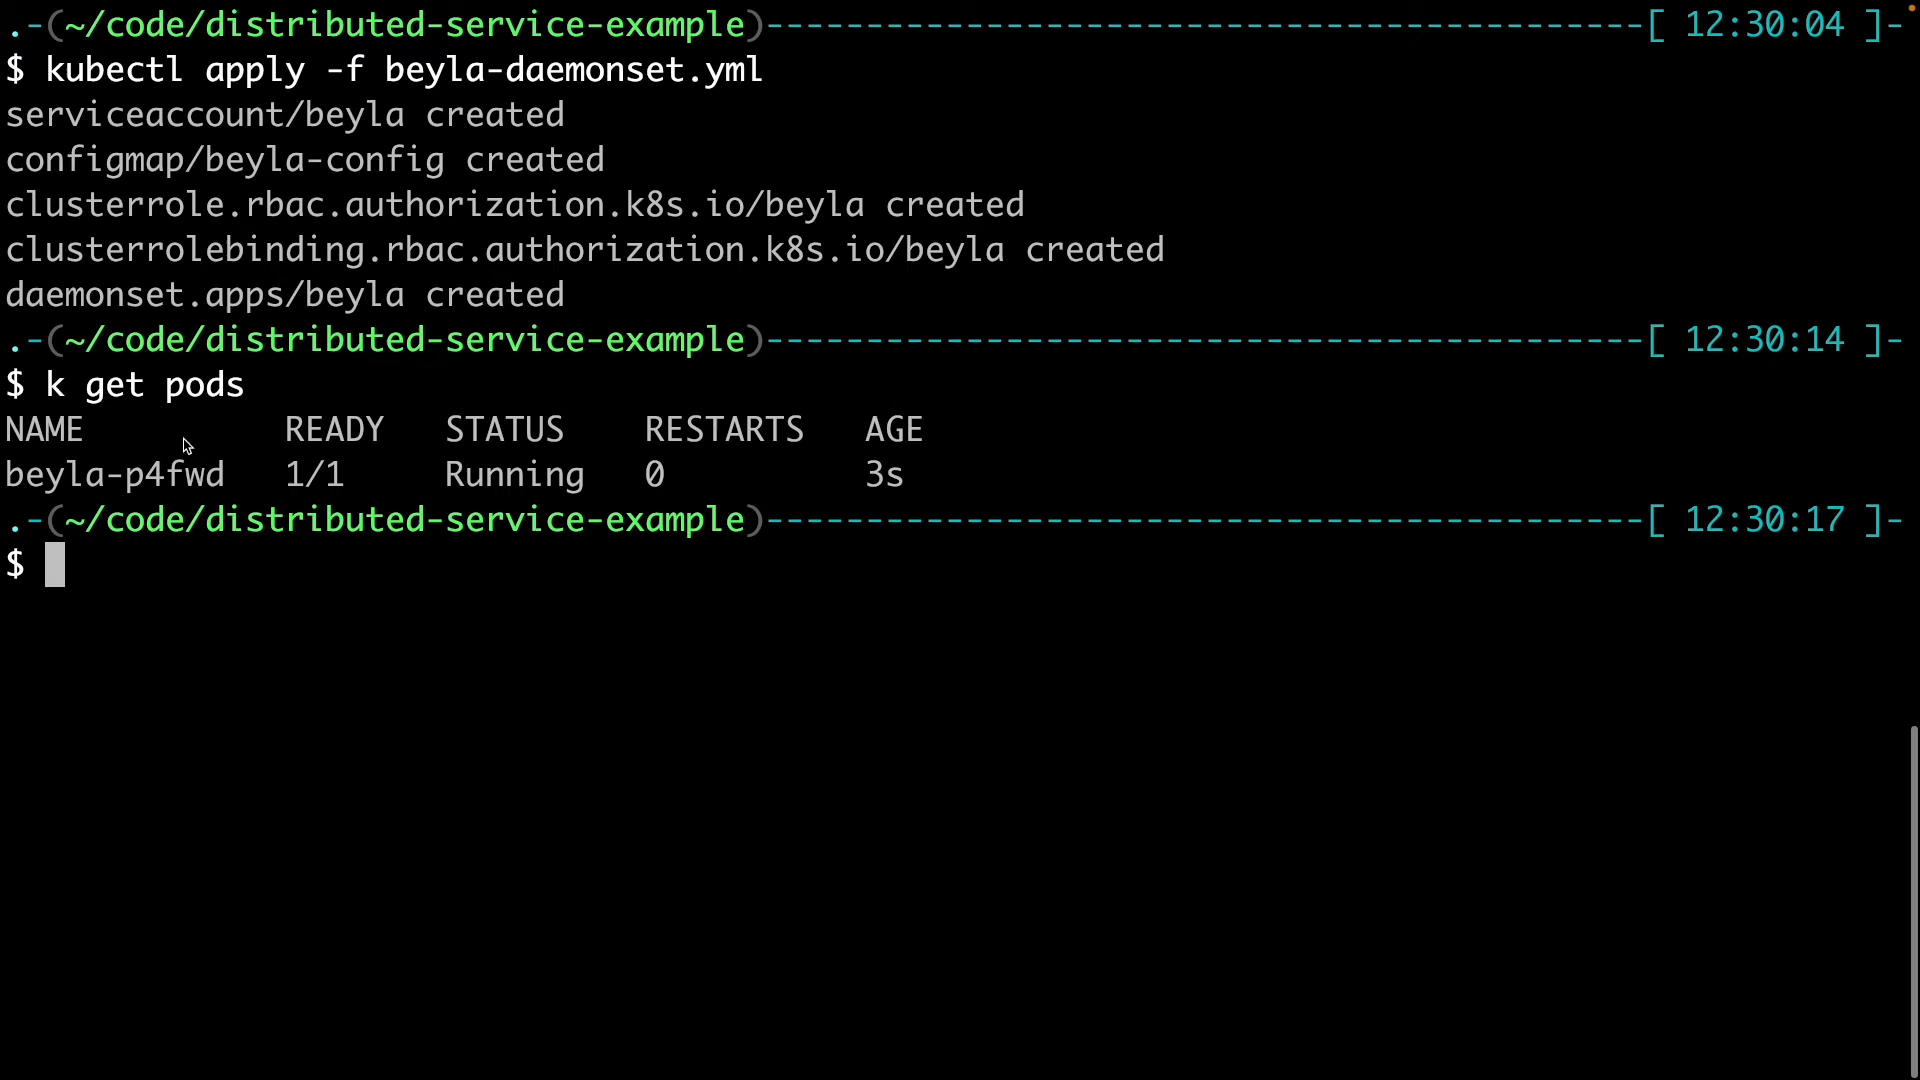 .-(~/code/distributed-service-example)--------------------------------------------[ 12:30:04 ]-
$ kubectl apply -f beyla-daemonset.yml
serviceaccount/beyla created
configmap/beyla-config created
clusterrole.rbac.authorization.k8s.io/beyla created
clusterrolebinding.rbac.authorization.k8s.io/beyla created
daemonset.apps/beyla created
.-(~/code/distributed-service-example)--------------------------------------------[ 12:30:14 ]-
$ k get pods
NAME          READY   STATUS    RESTARTS   AGE
beyla-p4fwd   1/1     Running   0          3s
.-(~/code/distributed-service-example)--------------------------------------------[ 12:30:17 ]-
$